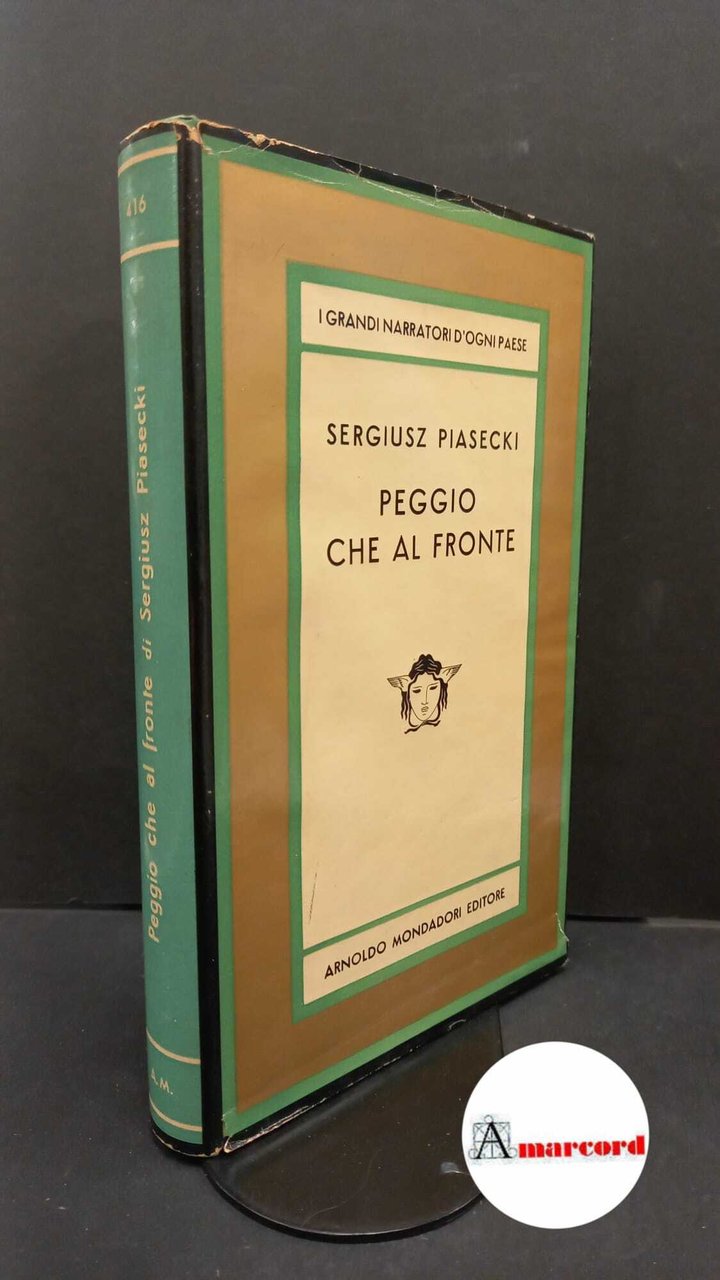 416
Peggio che al fronte di Sergiusz Piasecki
A.M.
I GRANDI NARRATORI D'OGNI PAESE
SERGIUSZ PIASECKI
PEGGIO
CHE AL FRONTE
ARNOLDO MONDADORI EDITORE
Amarcord